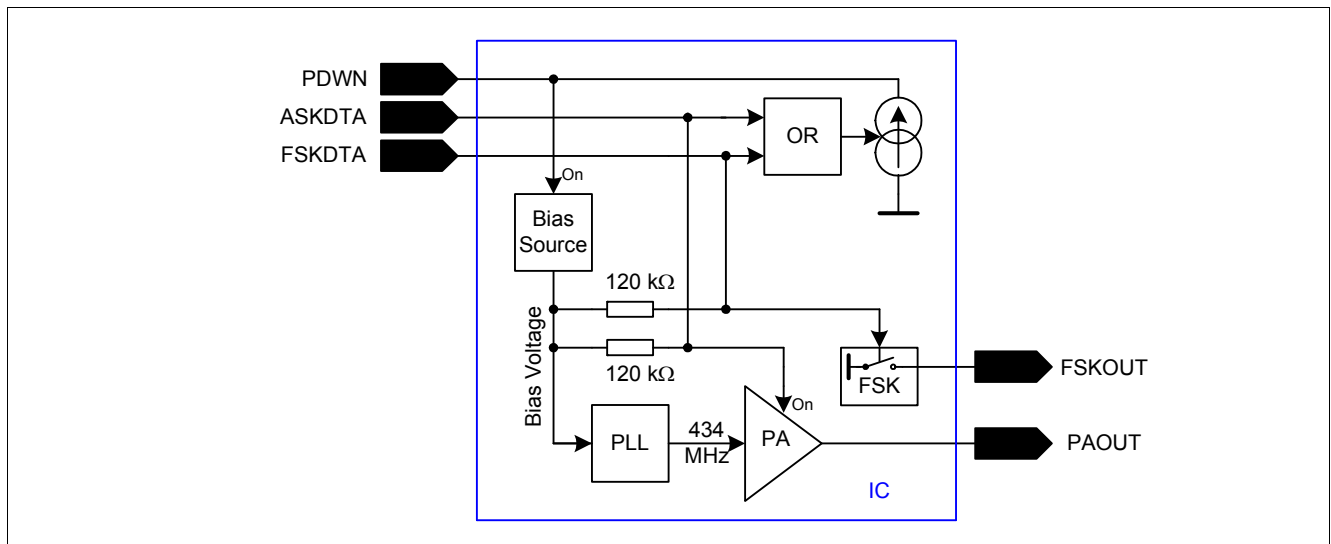 PDWN
ASKDTA
FSKDTA
OR
On
Bias
Source
120 kΩ
120 kΩ
Bias Voltage
FSK
FSKOUT
On
PLL
434
MHz
PA
PAOUT
IC